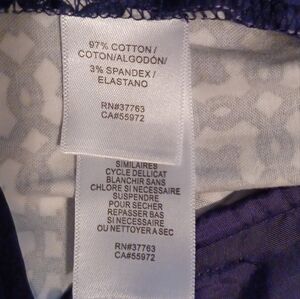 97% COTTON /
COTON/ALGODÓN/
3% SPANDEX /
ELASTANO
RN#37763
CA#55972
SIMILAIRES
CYCLE DELLICAT
BLANCHIR SANS
CHLORE SI NECESSAIRE
SUSPENDRE
POUR SECHER
REPASSER BAS
SI NECESSAIRE
OU NETTOYER A SEC
RN#37763
CA#55972